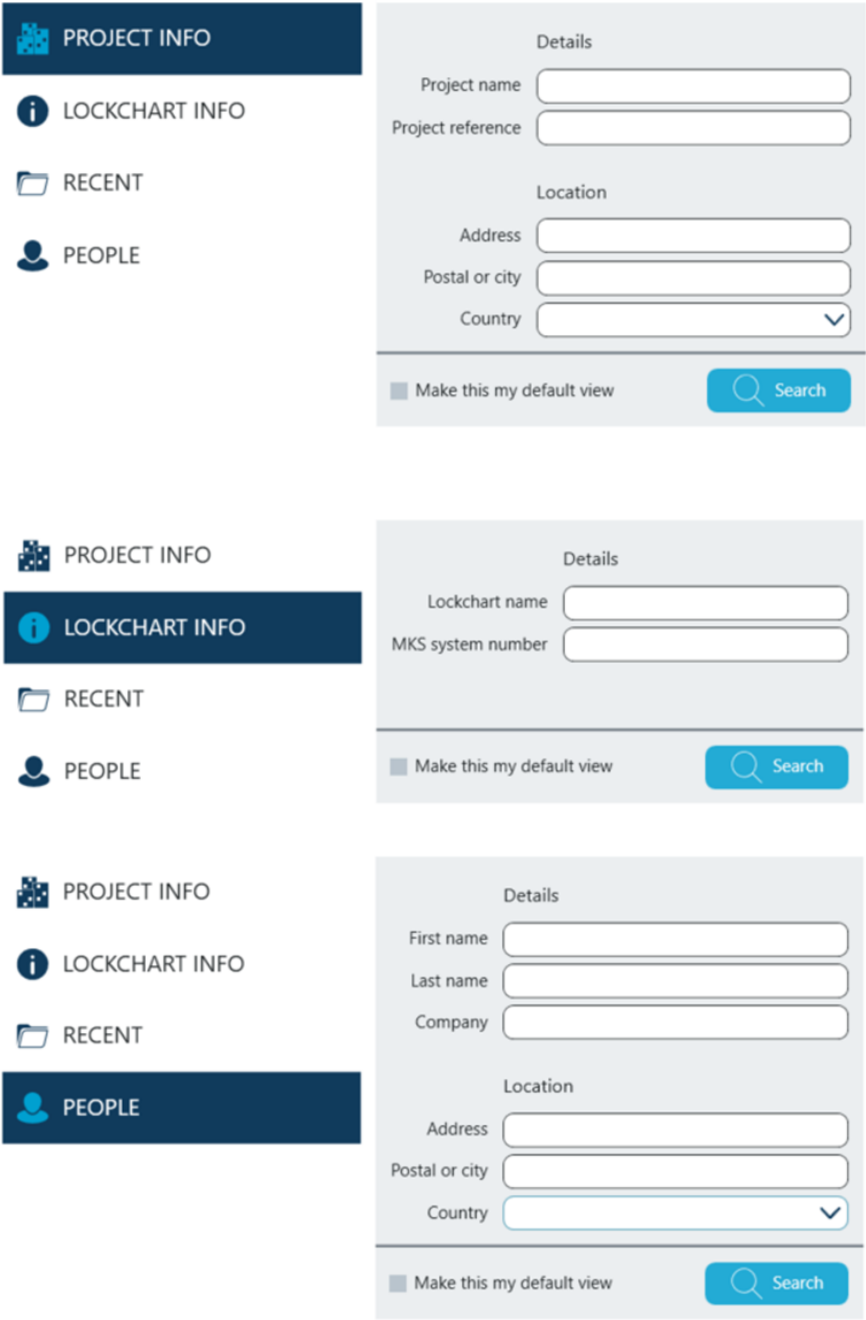 PROJECT INFO
LOCKCHART INFO
RECENT
PEOPLE
Details
Project name
Project reference
Location
Address
Postal or city
Country
Make this my default view
Search
PROJECT INFO
LOCKCHART INFO
RECENT
PEOPLE
Details
Lockchart name
MKS system number
Make this my default view
Search
PROJECT INFO
LOCKCHART INFO
RECENT
PEOPLE
Details
First name
Last name
Company
Location
Address
Postal or city
Country
Make this my default view
Search